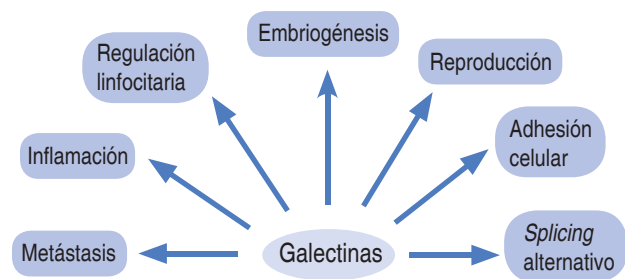 Embriogénesis
Regulación
linfocitaria
Reproducción
Inflamación
Adhesión
celular
Metástasis
Galectinas
Splicing
alternativo